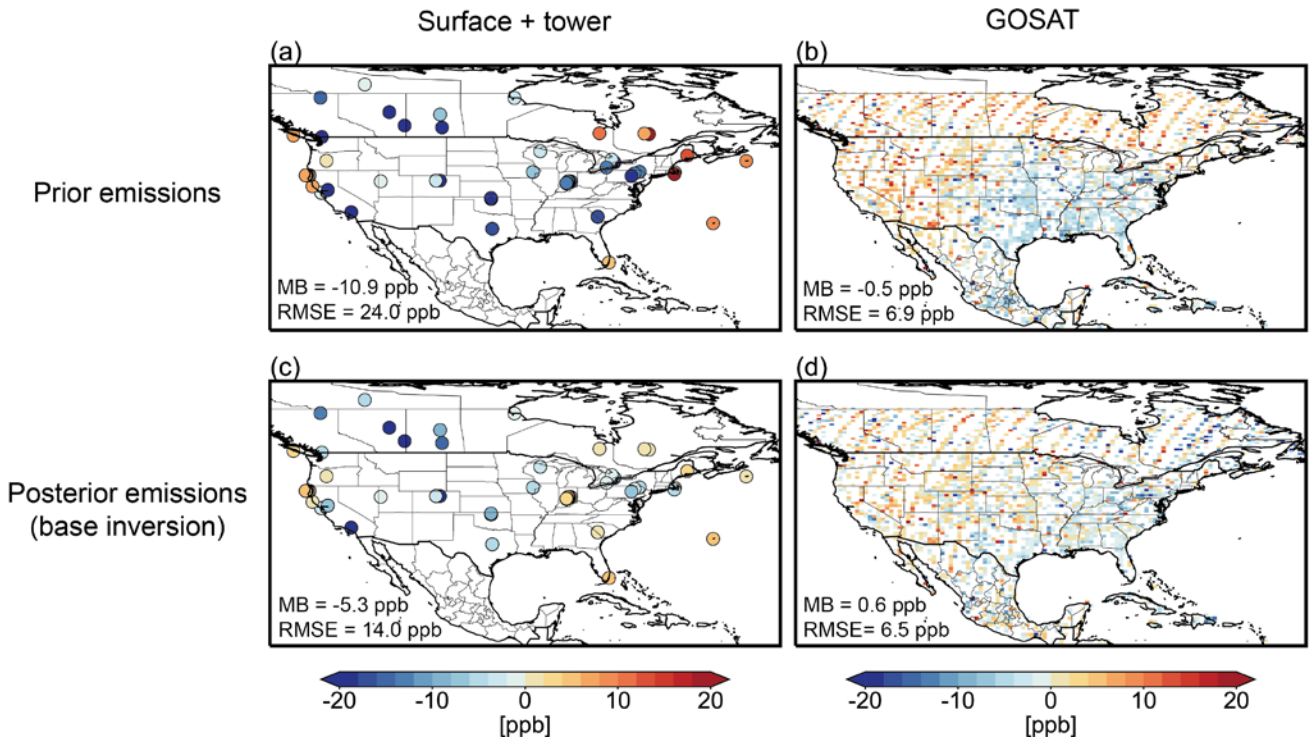 Surface + tower
GOSAT
(a)
(b)
Prior emissions
MB = -10.9 ppb
RMSE = 24.0 ppb
MB = -0.5 ppb
RMSE = 6.9 ppb
(c)
(d)
Posterior emissions
(base inversion)
MB = -5.3 ppb
RMSE = 14.0 ppb
MB = 0.6 ppb
RMSE= 6.5 ppb
-20 -10 0 10 20
[ppb]
-20 -10 0 10 20
[ppb]